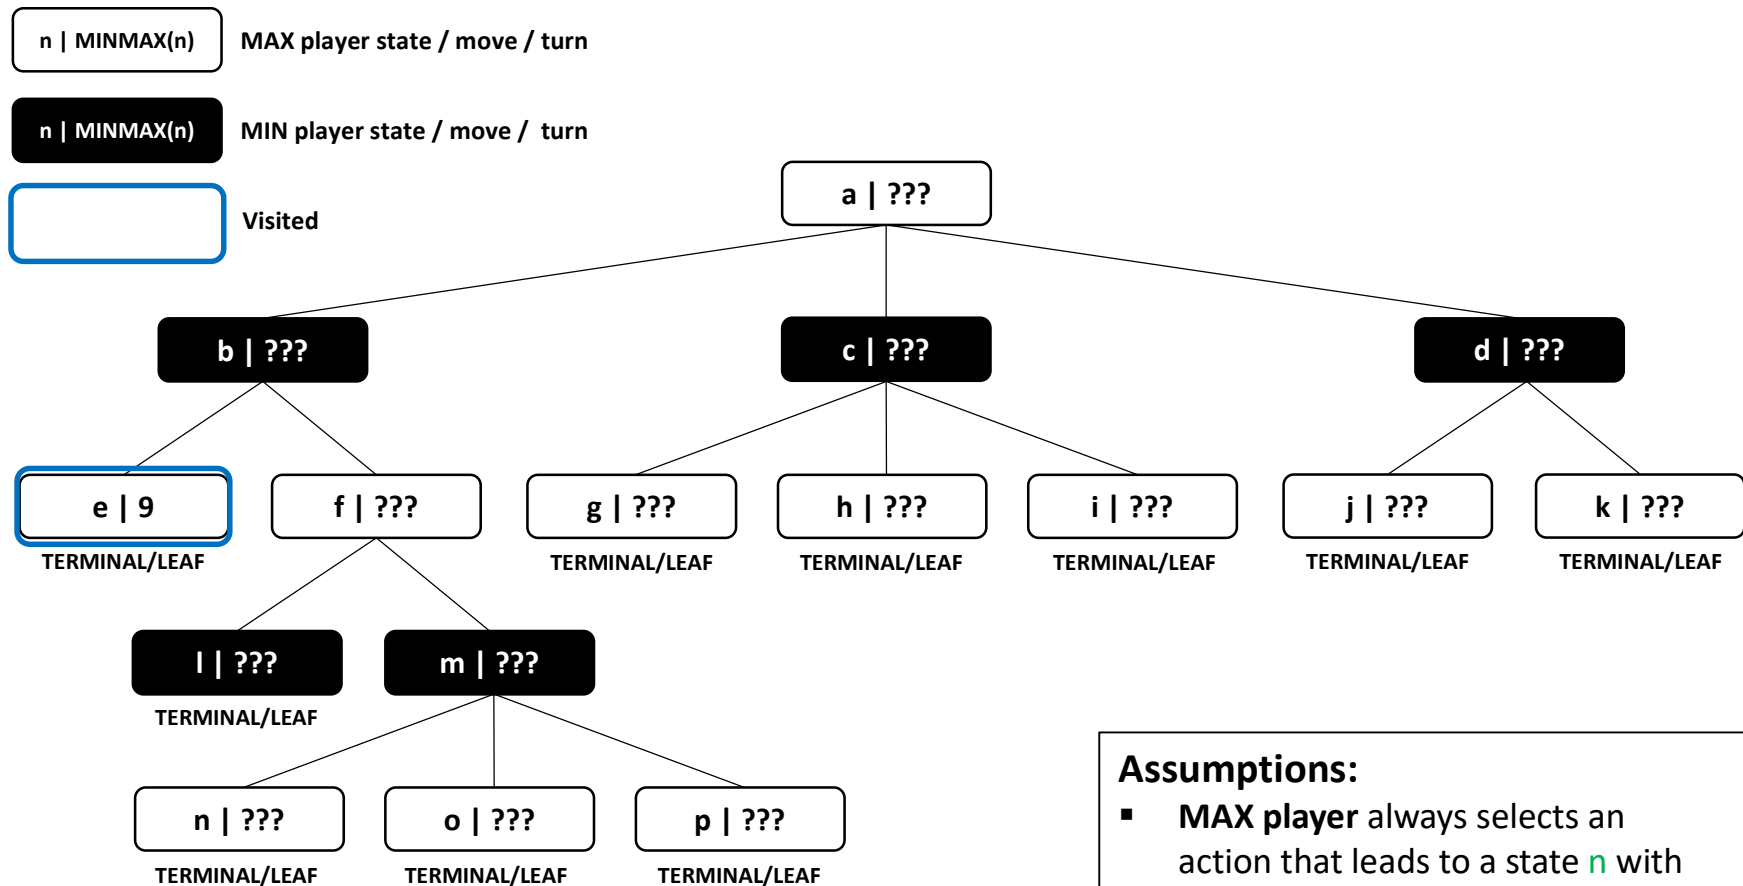 n | MINMAX(n) MAX player state / move / turn
n | MINMAX(n) MIN player state / move / turn
Visited
a | ???
b | ??? c | ??? d | ???
e | 9 f | ??? g | ??? h | ??? i | ??? j | ??? k | ???
TERMINAL/LEAF TERMINAL/LEAF TERMINAL/LEAF TERMINAL/LEAF TERMINAL/LEAF TERMINAL/LEAF
l | ??? m | ???
TERMINAL/LEAF
n | ??? o | ??? p | ???
TERMINAL/LEAF TERMINAL/LEAF TERMINAL/LEAF
Assumptions:
▪ MAX player always selects an
action that leads to a state n with